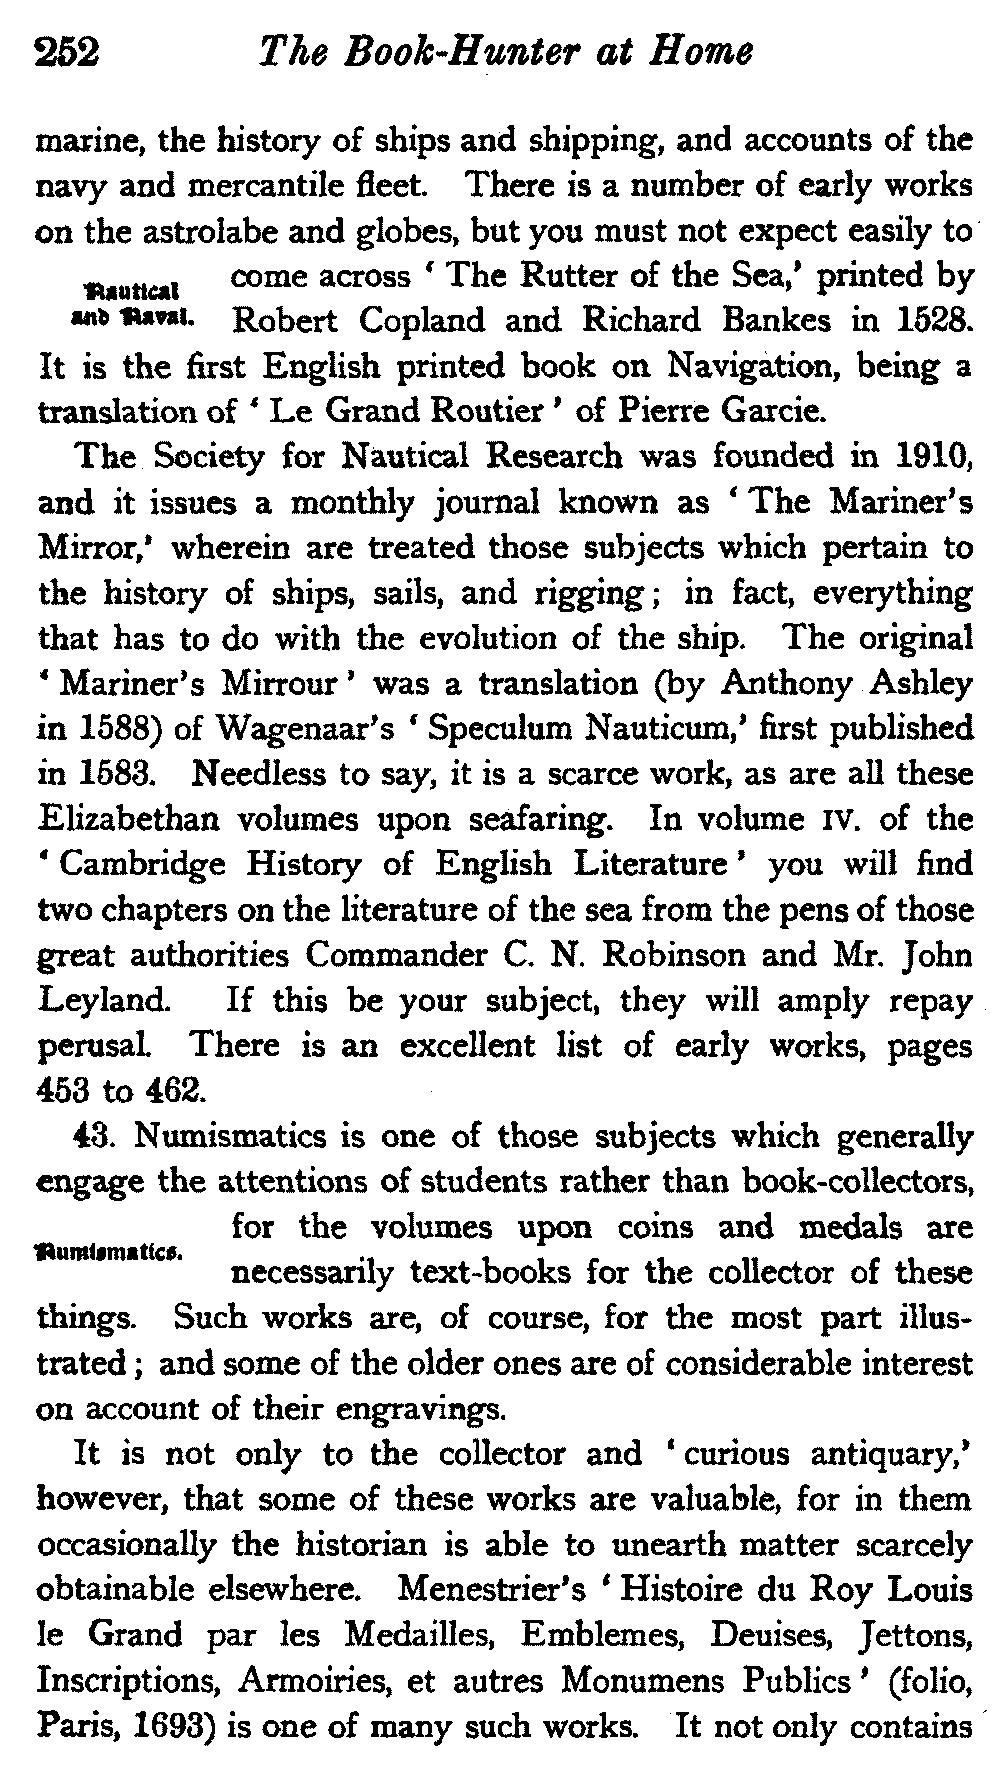 252 The Book-Hunter at Home
marine, the history of ships and shipping, and accounts of the
navy and mercantile fleet. There is a number of early works
on the astrolabe and globes, but you must not expect easily to
come across ‘ The Rutter of the Sea,’ printed by
Nautical
and Naval.
Robert Copland and Richard Bankes in 1528.
It is the first English printed book on Navigation, being a
translation of ‘ Le Grand Routier ’ of Pierre Garcie.
The Society for Nautical Research was founded in 1910,
and it issues a monthly journal known as ‘ The Mariner’s
Mirror,’ wherein are treated those subjects which pertain to
the history of ships, sails, and rigging ; in fact, everything
that has to do with the evolution of the ship. The original
‘ Mariner’s Mirrour ’ was a translation (by Anthony Ashley
in 1588) of Wagenaar’s ‘ Speculum Nauticum,’ first published
in 1583. Needless to say, it is a scarce work, as are all these
Elizabethan volumes upon seafaring. In volume IV. of the
‘ Cambridge History of English Literature ’ you will find
two chapters on the literature of the sea from the pens of those
great authorities Commander C. N. Robinson and Mr. John
Leyland. If this be your subject, they will amply repay
perusal. There is an excellent list of early works, pages
453 to 462.
43. Numismatics is one of those subjects which generally
engage the attentions of students rather than book-collectors,
for the volumes upon coins and medals are
Numismatics.
necessarily text-books for the collector of these
things. Such works are, of course, for the most part illus-
trated ; and some of the older ones are of considerable interest
on account of their engravings.
It is not only to the collector and ‘ curious antiquary,’
however, that some of these works are valuable, for in them
occasionally the historian is able to unearth matter scarcely
obtainable elsewhere. Menestrier’s ‘ Histoire du Roy Louis
le Grand par les Medailles, Emblemes, Deuises, Jettons,
Inscriptions, Armoiries, et autres Monumens Publics ’ (folio,
Paris, 1693) is one of many such works. It not only contains